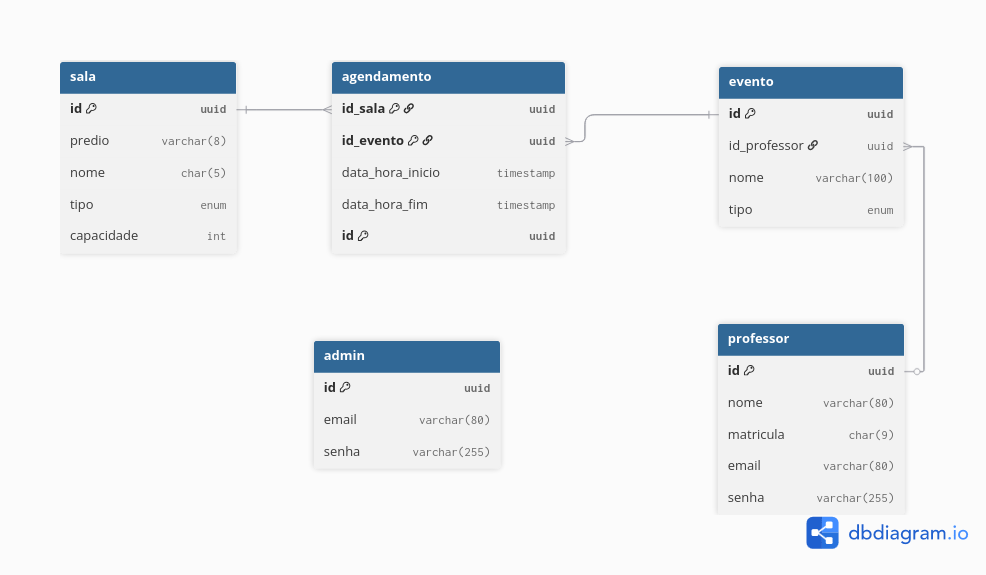 sala
id uuid
predio varchar(8)
nome char(5)
tipo enum
capacidade int
agendamento
id_sala uuid
id_evento uuid
data_hora_inicio timestamp
data_hora_fim timestamp
id uuid
evento
id uuid
id_professor uuid
nome varchar(100)
tipo enum
admin
id uuid
email varchar(80)
senha varchar(255)
professor
id uuid
nome varchar(80)
matricula char(9)
email varchar(80)
senha varchar(255)
dbdiagram.io